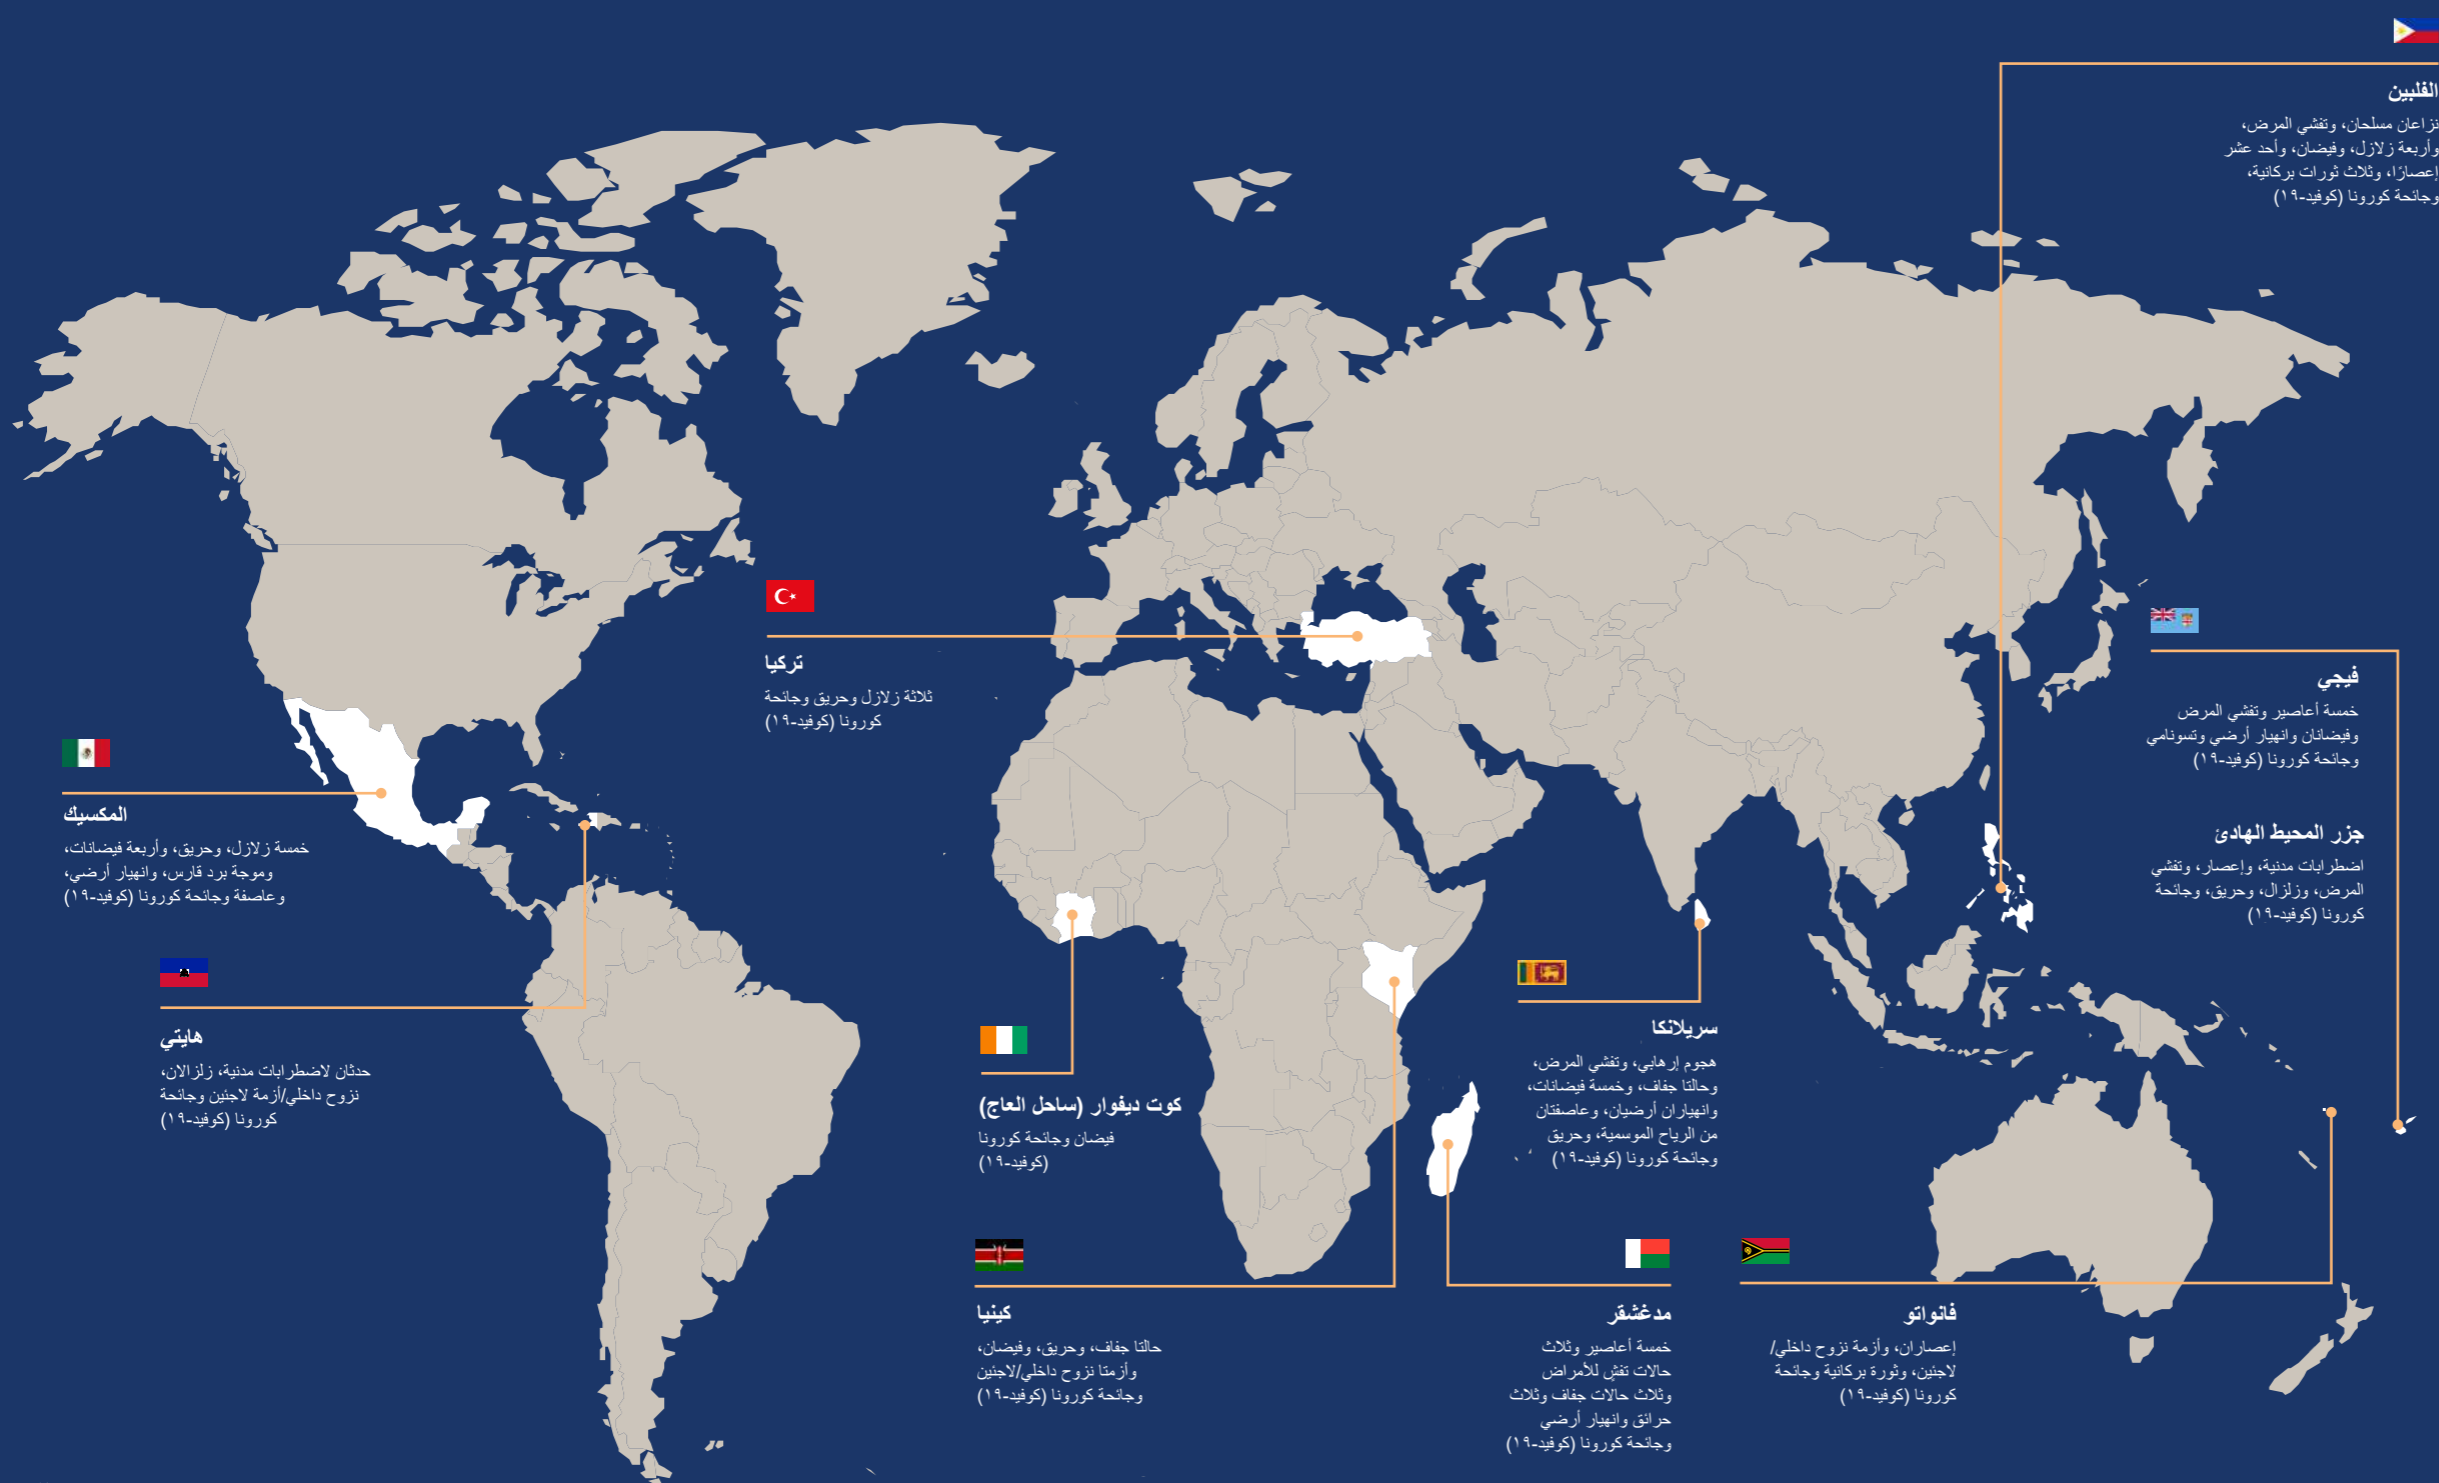 الفلبين
نزاعان مسلحان، وتفشي المرض،
وأربعة زلازل، وفيضان، وأحد عشر
إعصارًا، وثلاث ثورات بركانية،
وجائحة كورونا (كوفيد-١٩)
تركيا
ثلاثة زلازل وحريق وجائحة
كورونا (كوفيد-١٩)
فيجي
خمسة أعاصير وتفشي المرض
وفيضانان وانهيار أرضي وتسونامي
وجائحة كورونا (كوفيد-١٩)
المكسيك
خمسة زلازل، وحريق، وأربعة فيضانات،
وموجة برد قارس، وانهيار أرضي،
وعاصفة وجائحة كورونا (كوفيد-١٩)
جزر المحيط الهادئ
اضطرابات مدنية، وإعصار، وتفشي
المرض، وزلزال، وحريق، وجائحة
كورونا (كوفيد-١٩)
هايتي
حدثان لاضطرابات مدنية، زلزالان،
نزوح داخلي/أزمة لاجئين وجائحة
كورونا (كوفيد-١٩)
سريلانكا
هجوم إرهابي، وتفشي المرض،
وحالتا جفاف، وخمسة فيضانات،
وانهياران أرضيان، وعاصفتان
من الرياح الموسمية، وحريق
وجائحة كورونا (كوفيد-١٩)
كوت ديفوار (ساحل العاج)
فيضان وجائحة كورونا
(كوفيد-١٩)
كينيا
حالتا جفاف، وحريق، وفيضان،
وأزمتا نزوح داخلي/لاجئين
وجائحة كورونا (كوفيد-١٩)
مدغشقر
خمسة أعاصير وثلاث
حالات تفشٍ للأمراض
وثلاث حالات جفاف وثلاث
حرائق وانهيار أرضي
وجائحة كورونا (كوفيد-١٩)
فانواتو
إعصاران، وأزمة نزوح داخلي/
لاجئين، وثورة بركانية وجائحة
كورونا (كوفيد-١٩)